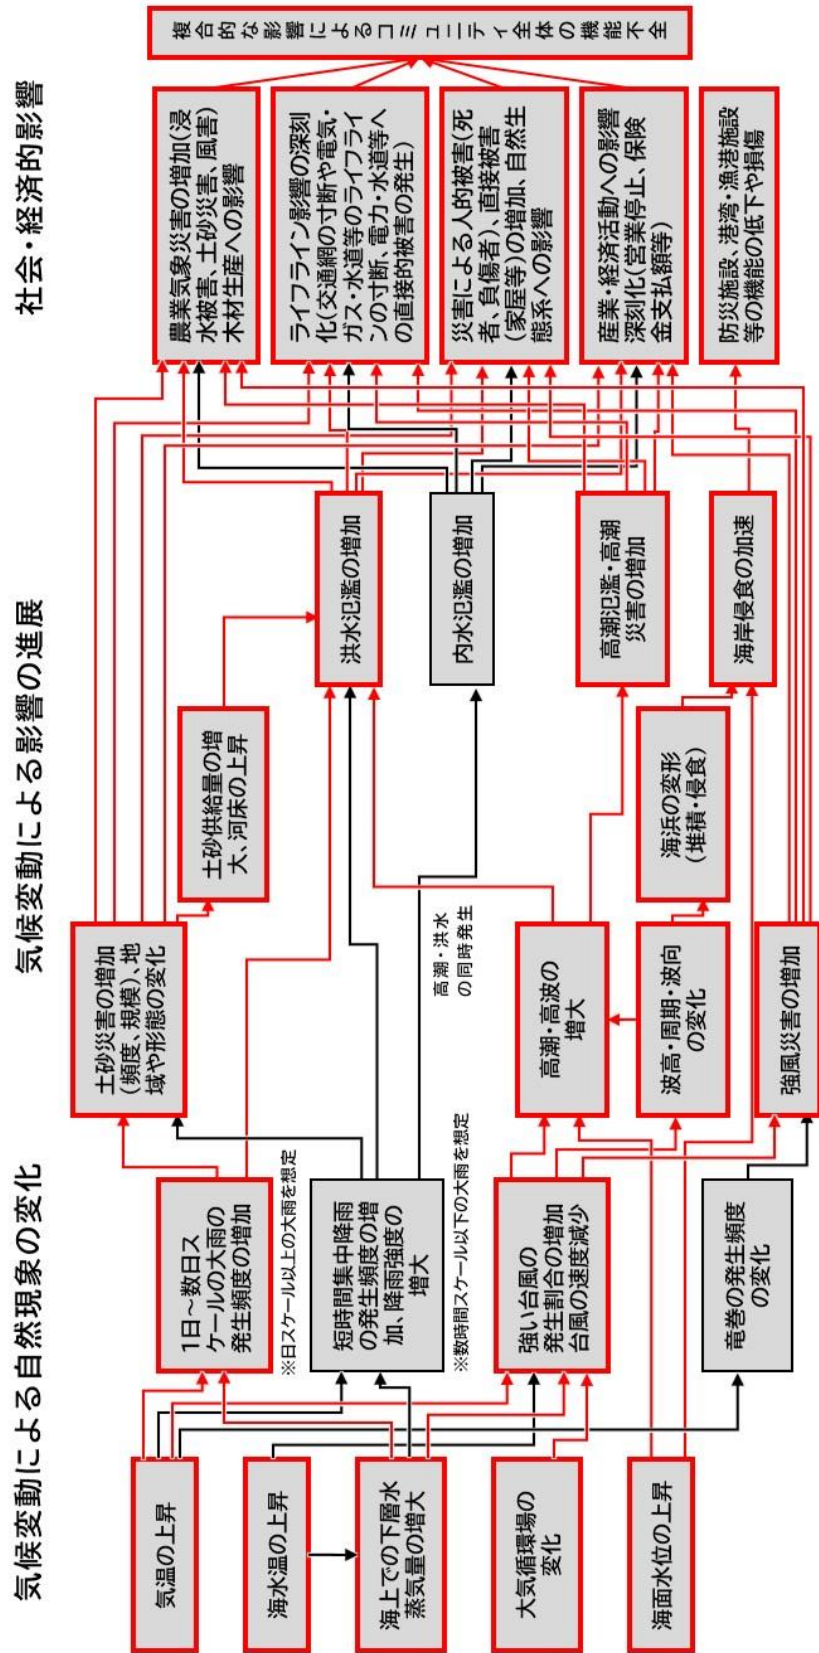 気候変動による自然現象の変化
気候変動による影響の進展
社会・経済的影響
気温の上昇
海水温の上昇
海上での下層水
蒸気量の増大
大気循環場の
変化
海面水位の上昇
1日～数日ス
ケールの大雨の
発生頻度の増加
※日スケール以上の大雨を想定
短時間集中降雨
の発生頻度の増
加、降雨強度の
増大
※数時間スケール以下の大雨を想定
強い台風の
発生割合の増加
台風の速度減少
竜巻の発生頻度
の変化
土砂災害の増加
(頻度、規模)、地
域や形態の変化
高潮・洪水
の同時発生
高潮・高波の
増大
波高・周期・波向
の変化
強風災害の増加
土砂供給量の増
大、河床の上昇
海浜の変形
(堆積・侵食)
洪水氾濫の増加
内水氾濫の増加
高潮氾濫・高潮
災害の増加
海岸侵食の加速
農業気象災害の増加(浸
水被害、土砂災害、風害)
木材生産への影響
ライフライン影響の深刻
化(交通網の寸断や電気・
ガス・水道等のライフライ
ンの寸断、電力・水道等へ
の直接的被害の発生)
災害による人的被害(死
者、負傷者)、直接被害
(家屋等)の増加、自然生
態系への影響
産業・経済活動への影響
深刻化(営業停止、保険
金支払額等)
防災施設、港湾・漁港施設
等の機能の低下や損傷
複合的な影響によるコミュニティ全体の機能不全